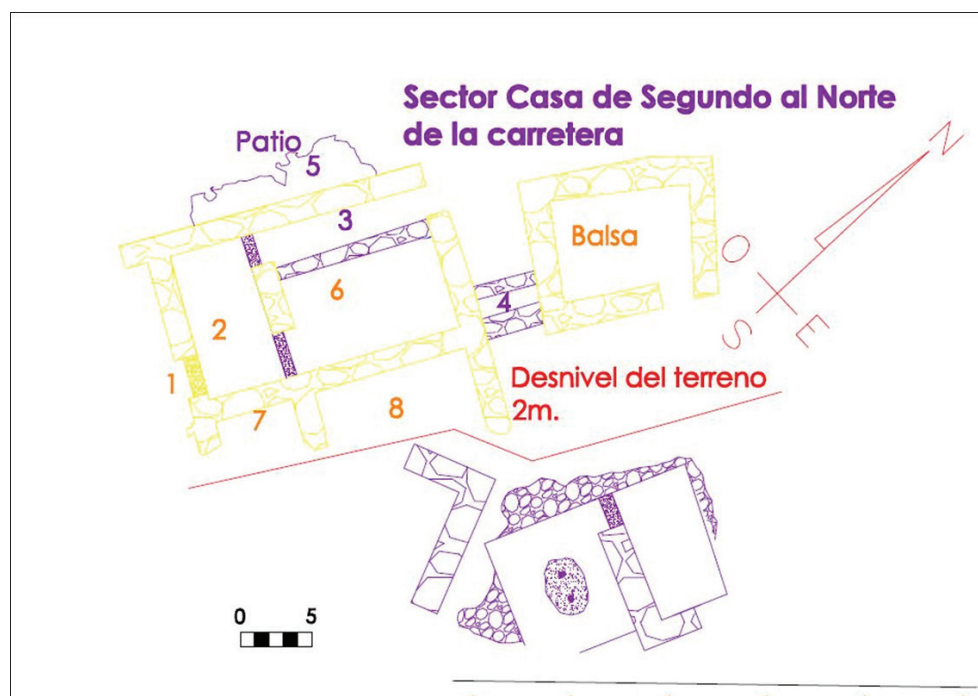 Sector Casa de Segundo al Norte
de la carretera
Patio
5
3
N
Balsa
O
6
4
2
S
E
1
Desnivel del terreno
2m.
7
8
0 5